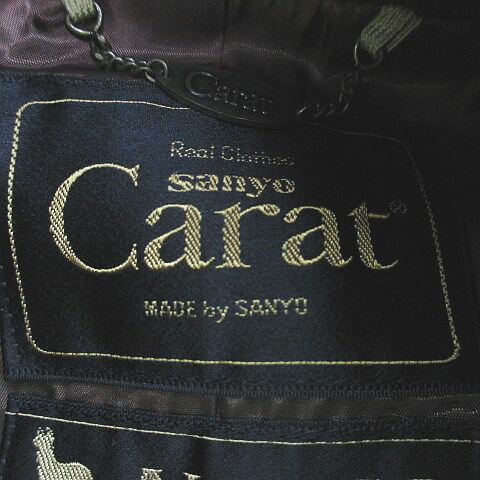 Carat
Real Clothes
sanyo
Carat®
MADE by SANYO